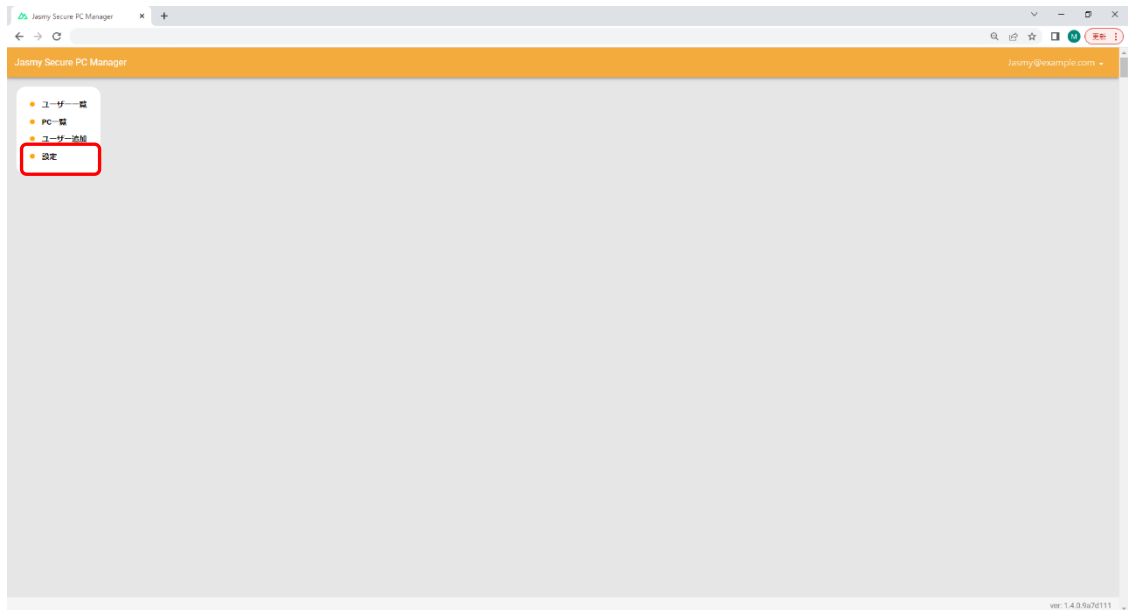 Jasmy Secure PC Manager
M
更新
Jasmy Secure PC Manager
Jasmy@example.com
ユーザー一覧
PC一覧
ユーザー追加
設定
ver: 1.4.0.9a7d111